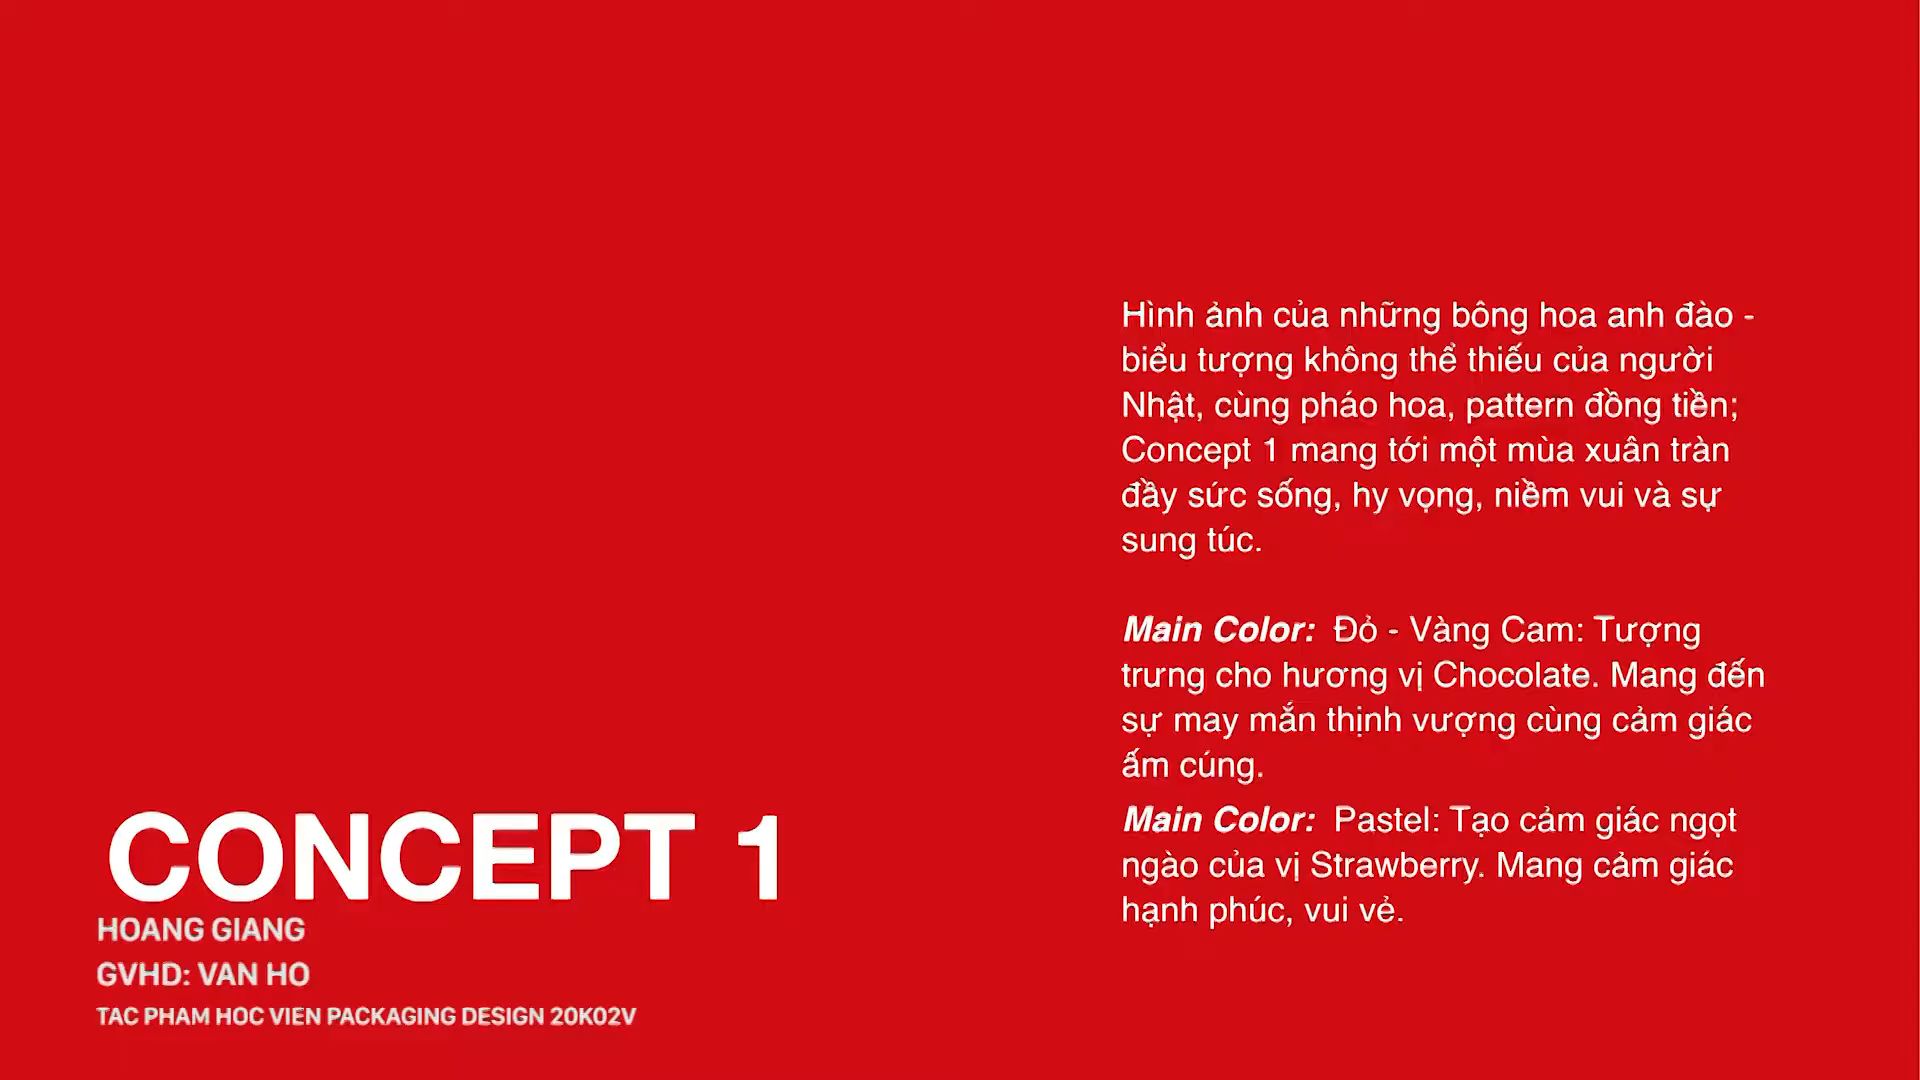 Hình ảnh của những bông hoa anh đào -
biểu tượng không thể thiếu của người
Nhật, cùng pháo hoa, pattern đồng tiền;
Concept 1 mang tới một mùa xuân tràn
đầy sức sống, hy vọng, niềm vui và sự
sung túc.
Main Color: Đỏ - Vàng Cam: Tượng
trưng cho hương vị Chocolate. Mang đến
sự may mắn thịnh vượng cùng cảm giác
ấm cúng.
Main Color: Pastel: Tạo cảm giác ngọt
ngào của vị Strawberry. Mang cảm giác
hạnh phúc, vui vẻ.
CONCEPT 1
HOANG GIANG
GVHD: VAN HO
TAC PHAM HOC VIEN PACKAGING DESIGN 20K02V